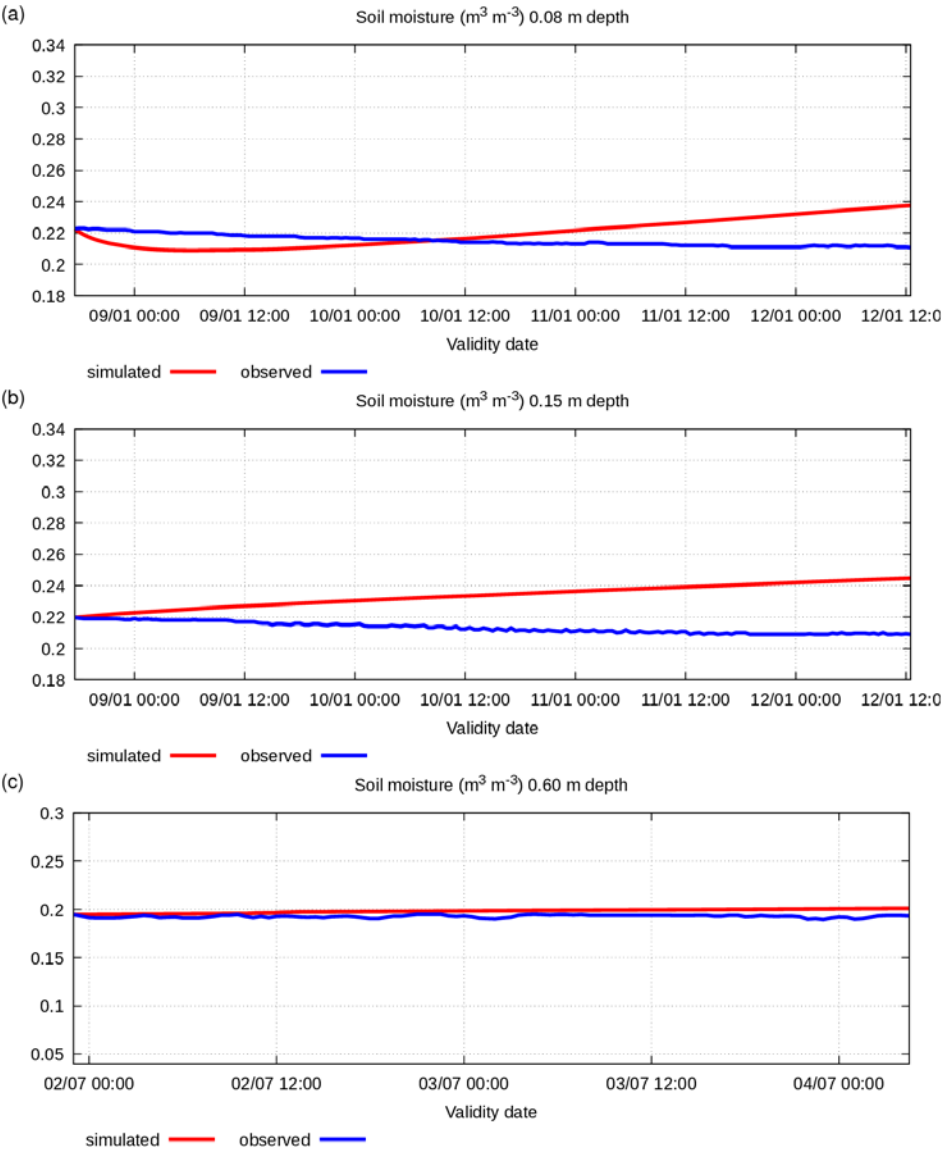 (a)
Soil moisture (m³ m⁻³) 0.08 m depth
0.34
0.32
0.3
0.28
0.26
0.24
0.22
0.2
0.18
09/01 00:00 09/01 12:00 10/01 00:00 10/01 12:00 11/01 00:00 11/01 12:00 12/01 00:00 12/01 12:0
Validity date
simulated observed
(b)
Soil moisture (m³ m⁻³) 0.15 m depth
0.34
0.32
0.3
0.28
0.26
0.24
0.22
0.2
0.18
09/01 00:00 09/01 12:00 10/01 00:00 10/01 12:00 11/01 00:00 11/01 12:00 12/01 00:00 12/01 12:0
Validity date
simulated observed
(c)
Soil moisture (m³ m⁻³) 0.60 m depth
0.3
0.25
0.2
0.15
0.1
0.05
02/07 00:00 02/07 12:00 03/07 00:00 03/07 12:00 04/07 00:00
Validity date
simulated observed